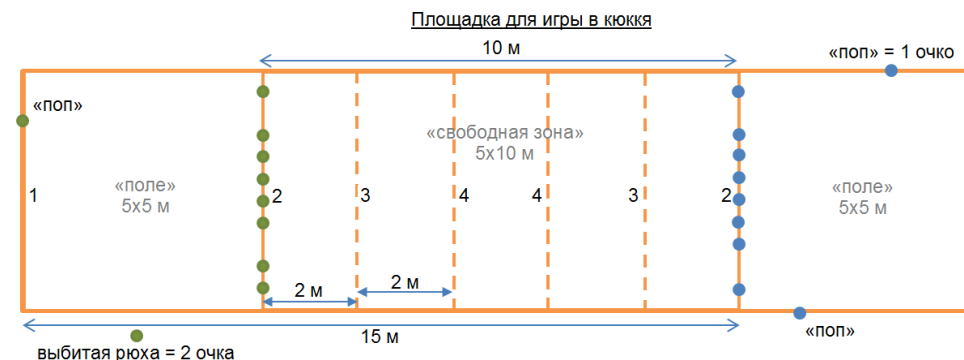 Площадка для игры в кюккя
10 м
«поп» = 1 очко
«поп»
«свободная зона»
5х10 м
«поле»
5х5 м
1
2
3
4
4
3
2
«поле»
5х5 м
2 м
2 м
15 м
«поп»
выбитая рюха = 2 очка